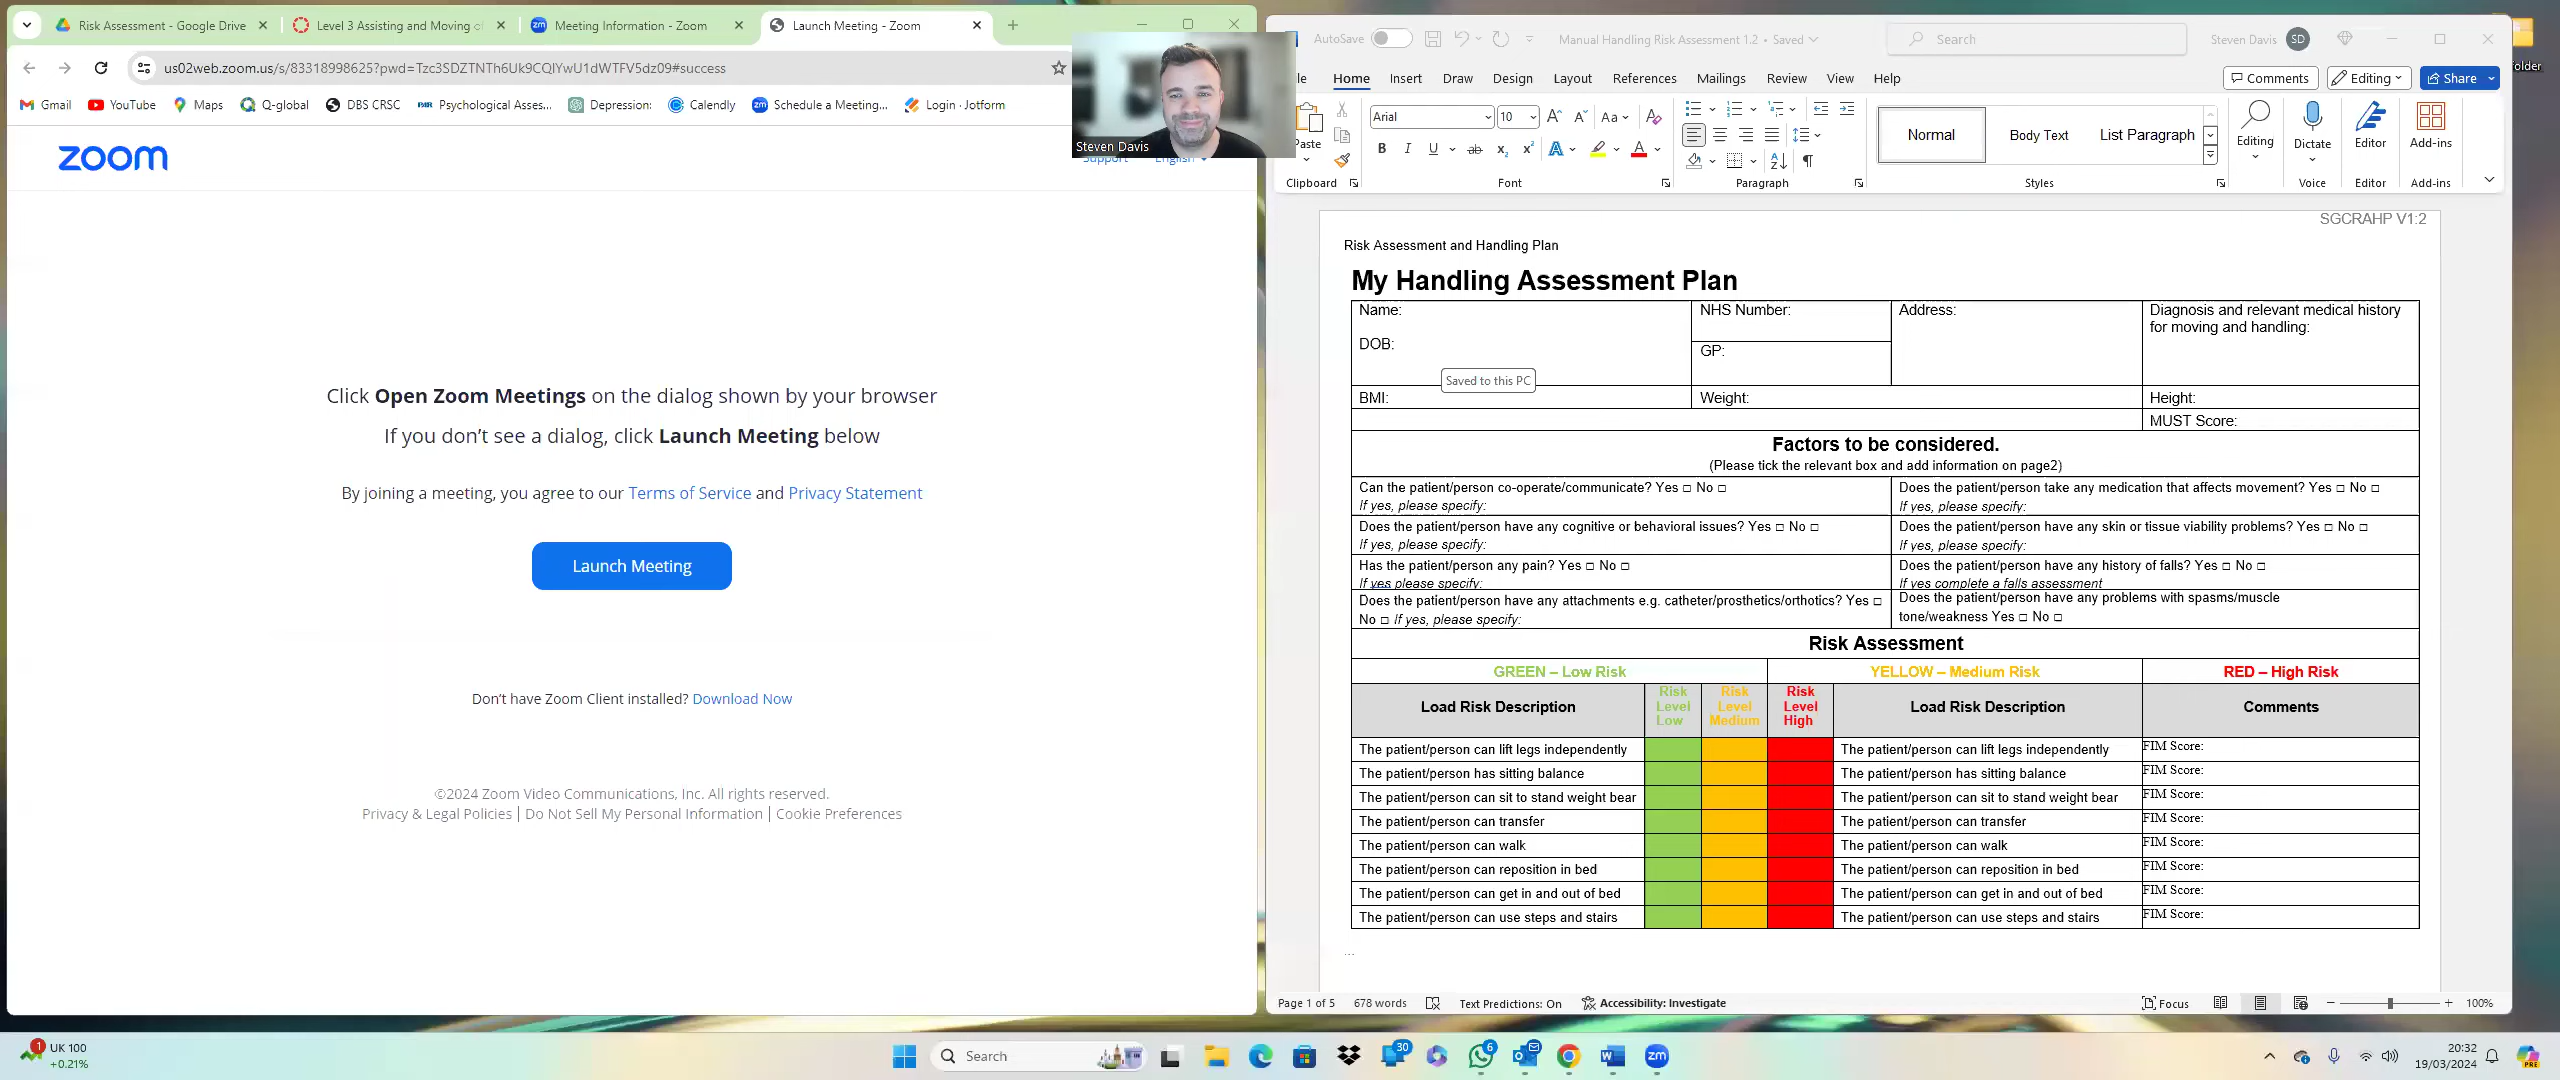 Risk Assessment - Google Drive
Level 3 Assisting and Moving
Meeting Information - Zoom
Launch Meeting - Zoom
us02web.zoom.us/s/83318998625?pwd=Tzc3SDZTNTh6Uk9CQlYwU1dWTFV5dz09#success
Gmail YouTube Maps Q-global DBS CRSC Psychological Asses... Depression: Calendly Schedule a Meeting... Login · Jotform
zoom
Support English
Steven Davis
Click Open Zoom Meetings on the dialog shown by your browser
If you don't see a dialog, click Launch Meeting below
By joining a meeting, you agree to our Terms of Service and Privacy Statement
Launch Meeting
Don't have Zoom Client installed? Download Now
©2024 Zoom Video Communications, Inc. All rights reserved.
Privacy & Legal Policies | Do Not Sell My Personal Information | Cookie Preferences
AutoSave Manual Handling Risk Assessment 1.2 • Saved Search Steven Davis SD
Home Insert Draw Design Layout References Mailings Review View Help Comments Editing Share
Arial 10
Paste
Normal Body Text List Paragraph
Editing Dictate Editor Add-ins
Clipboard Font Paragraph Styles Voice Editor Add-ins
SGCRAHP V1:2
Risk Assessment and Handling Plan
My Handling Assessment Plan
Name: NHS Number: Address: Diagnosis and relevant medical history
for moving and handling:
DOB: GP:
Saved to this PC
BMI: Weight: Height:
MUST Score:
Factors to be considered.
(Please tick the relevant box and add information on page2)
Can the patient/person co-operate/communicate? Yes □ No □
If yes, please specify:
Does the patient/person take any medication that affects movement? Yes □ No □
If yes, please specify:
Does the patient/person have any cognitive or behavioral issues? Yes □ No □
If yes, please specify:
Does the patient/person have any skin or tissue viability problems? Yes □ No □
If yes, please specify:
Has the patient/person any pain? Yes □ No □
If yes please specify:
Does the patient/person have any history of falls? Yes □ No □
If yes complete a falls assessment
Does the patient/person have any attachments e.g. catheter/prosthetics/orthotics? Yes □
No □ If yes, please specify:
Does the patient/person have any problems with spasms/muscle
tone/weakness Yes □ No □
Risk Assessment
GREEN – Low Risk YELLOW – Medium Risk RED – High Risk
Load Risk Description
Risk
Level
Low
Risk
Level
Medium
Risk
Level
High
Load Risk Description
Comments
The patient/person can lift legs independently The patient/person can lift legs independently FIM Score:
The patient/person has sitting balance The patient/person has sitting balance FIM Score:
The patient/person can sit to stand weight bear The patient/person can sit to stand weight bear FIM Score:
The patient/person can transfer The patient/person can transfer FIM Score:
The patient/person can walk The patient/person can walk FIM Score:
The patient/person can reposition in bed The patient/person can reposition in bed FIM Score:
The patient/person can get in and out of bed The patient/person can get in and out of bed FIM Score:
The patient/person can use steps and stairs The patient/person can use steps and stairs FIM Score:
Page 1 of 5 678 words Text Predictions: On Accessibility: Investigate Focus 100%
1 UK 100
+0.21%
Search
30
6
20:32
19/03/2024
PRE